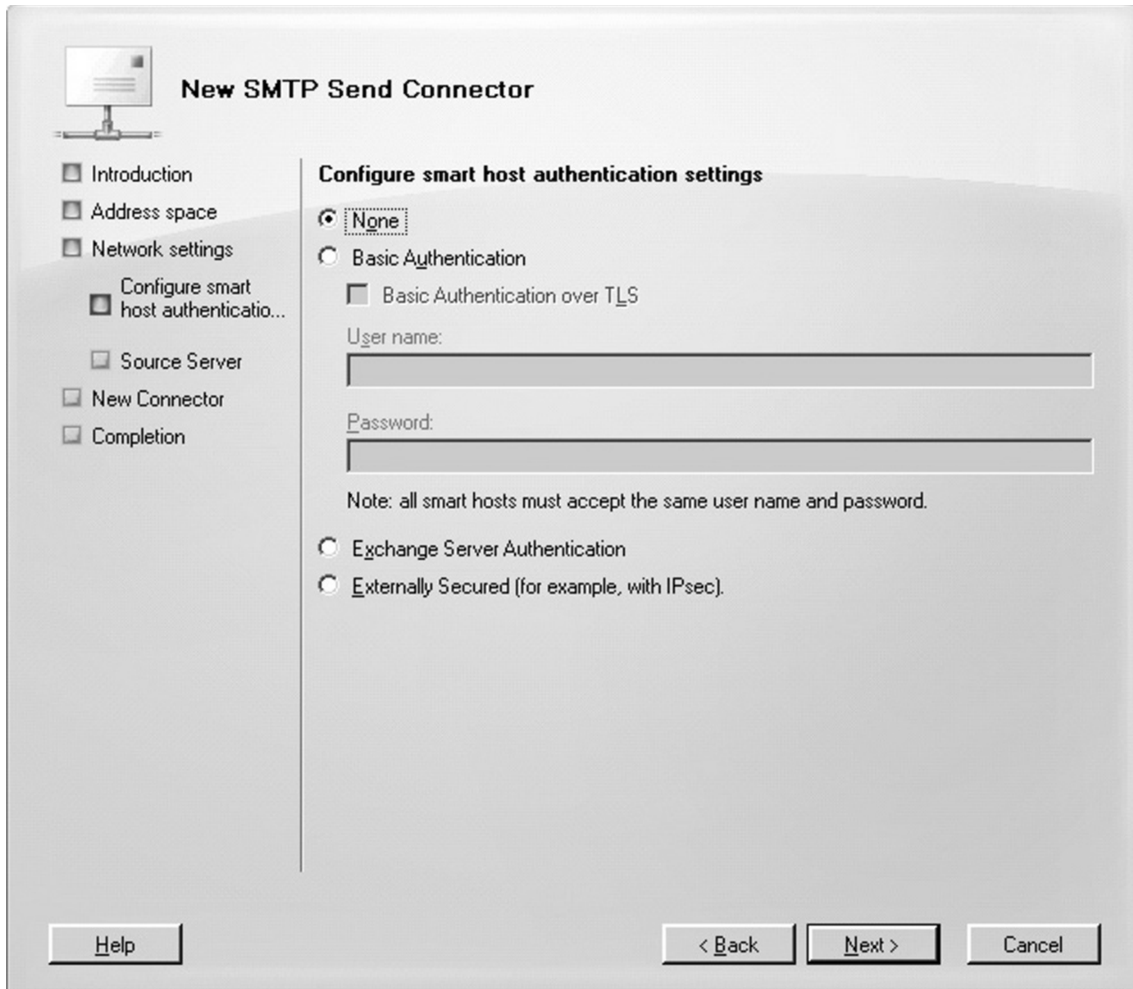 New SMTP Send Connector
Introduction
Address space
Network settings
Configure smart
host authenticatio...
Source Server
New Connector
Completion
Configure smart host authentication settings
None
Basic Authentication
Basic Authentication over TLS
User name:
Password:
Note: all smart hosts must accept the same user name and password.
Exchange Server Authentication
Externally Secured (for example, with IPsec).
Help
< Back
Next >
Cancel